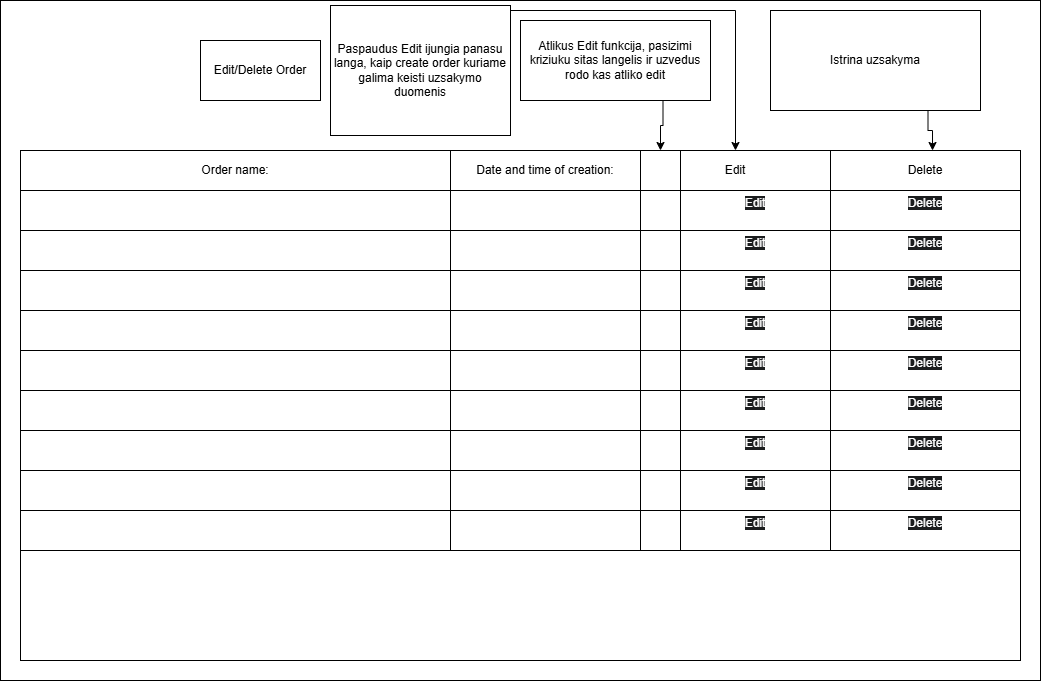 Edit/Delete Order
Paspaudus Edit ijungia panasu
langa, kaip create order kuriame
galima keisti uzsakymo
duomenis
Atlikus Edit funkcija, pasizimi
kriziuku sitas langelis ir uzvedus
rodo kas atliko edit
Istrina uzsakyma
Order name:
Date and time of creation:
Edit
Delete
Edit
Delete
Edit
Delete
Edit
Delete
Edit
Delete
Edit
Delete
Edit
Delete
Edit
Delete
Edit
Delete
Edit
Delete